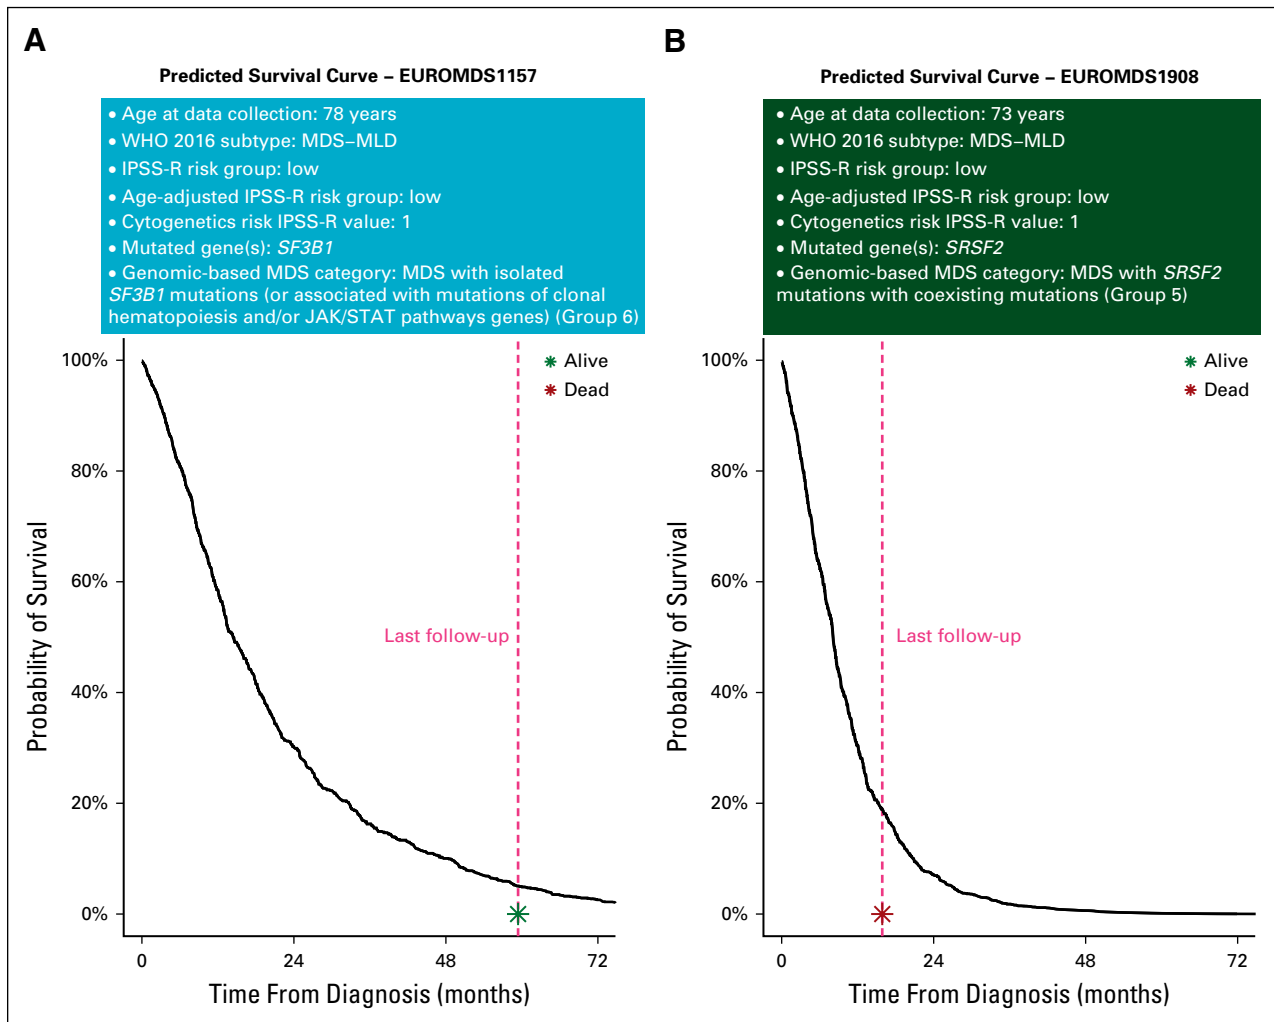 A
Predicted Survival Curve – EUROMDS1157
• Age at data collection: 78 years
• WHO 2016 subtype: MDS–MLD
• IPSS-R risk group: low
• Age-adjusted IPSS-R risk group: low
• Cytogenetics risk IPSS-R value: 1
• Mutated gene(s): SF3B1
• Genomic-based MDS category: MDS with isolated
SF3B1 mutations (or associated with mutations of clonal
hematopoiesis and/or JAK/STAT pathways genes) (Group 6)
Probability of Survival
100%
80%
60%
40%
20%
0%
Alive
Dead
Last follow-up
0
24
48
72
Time From Diagnosis (months)
B
Predicted Survival Curve – EUROMDS1908
• Age at data collection: 73 years
• WHO 2016 subtype: MDS–MLD
• IPSS-R risk group: low
• Age-adjusted IPSS-R risk group: low
• Cytogenetics risk IPSS-R value: 1
• Mutated gene(s): SRSF2
• Genomic-based MDS category: MDS with SRSF2
mutations with coexisting mutations (Group 5)
Probability of Survival
100%
80%
60%
40%
20%
0%
Alive
Dead
Last follow-up
0
24
48
72
Time From Diagnosis (months)